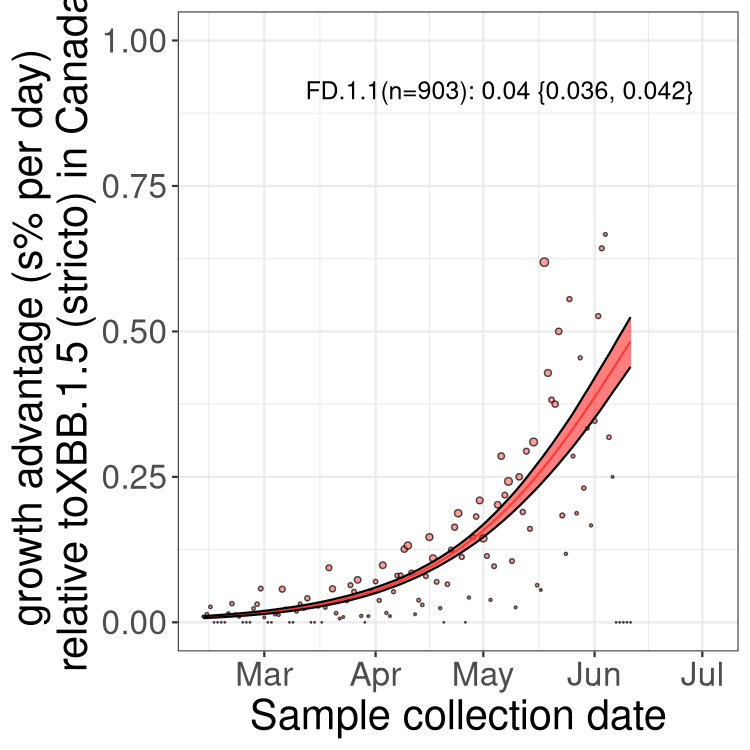 growth advantage (s% per day)
relative toXBB.1.5 (stricto) in Canada
1.00
0.75
0.50
0.25
0.00
FD.1.1(n=903): 0.04 {0.036, 0.042}
Mar Apr May Jun Jul
Sample collection date